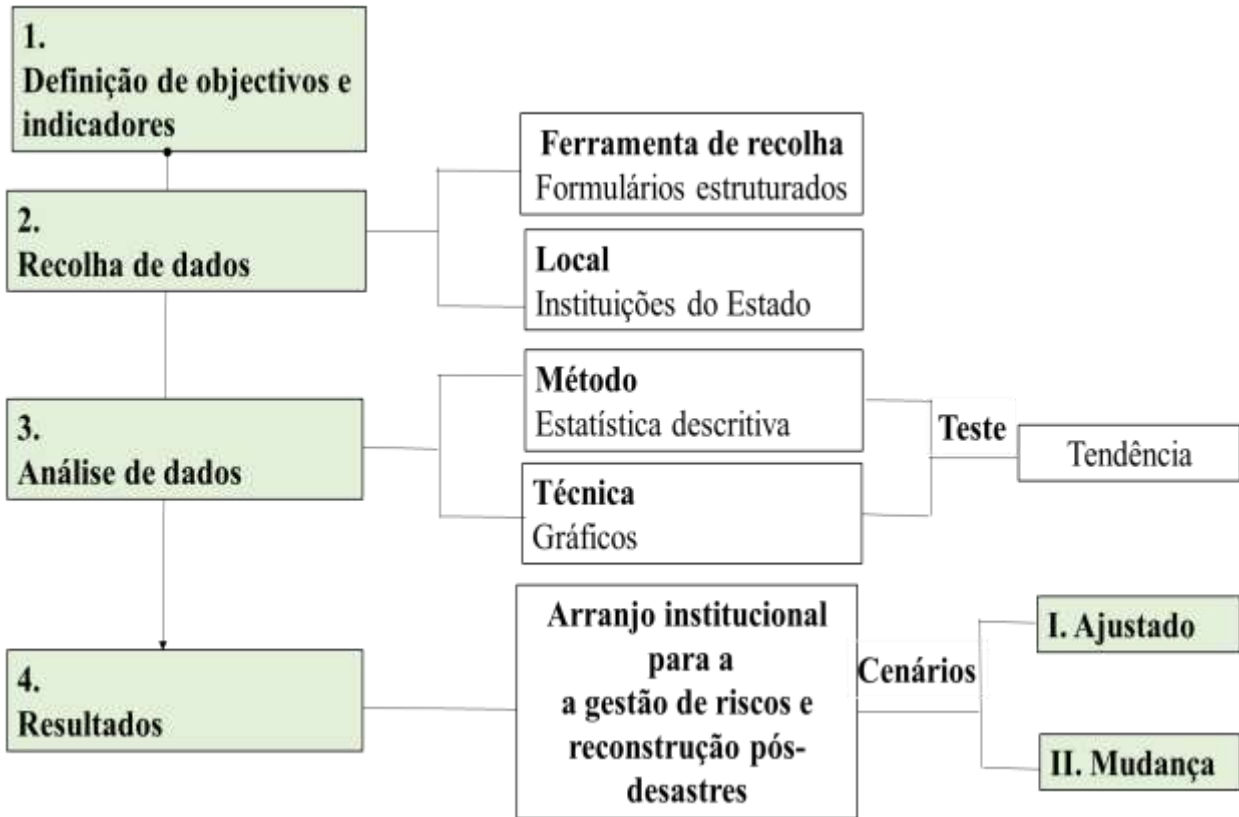 1.
Definição de objectivos e
indicadores
Ferramenta de recolha
Formulários estruturados
2.
Recolha de dados
Local
Instituições do Estado
Método
Estatística descritiva
3.
Análise de dados
Teste
Tendência
Técnica
Gráficos
Arranjo institucional
para a
a gestão de riscos e
reconstrução pós-
desastres
Cenários
I. Ajustado
4.
Resultados
II. Mudança